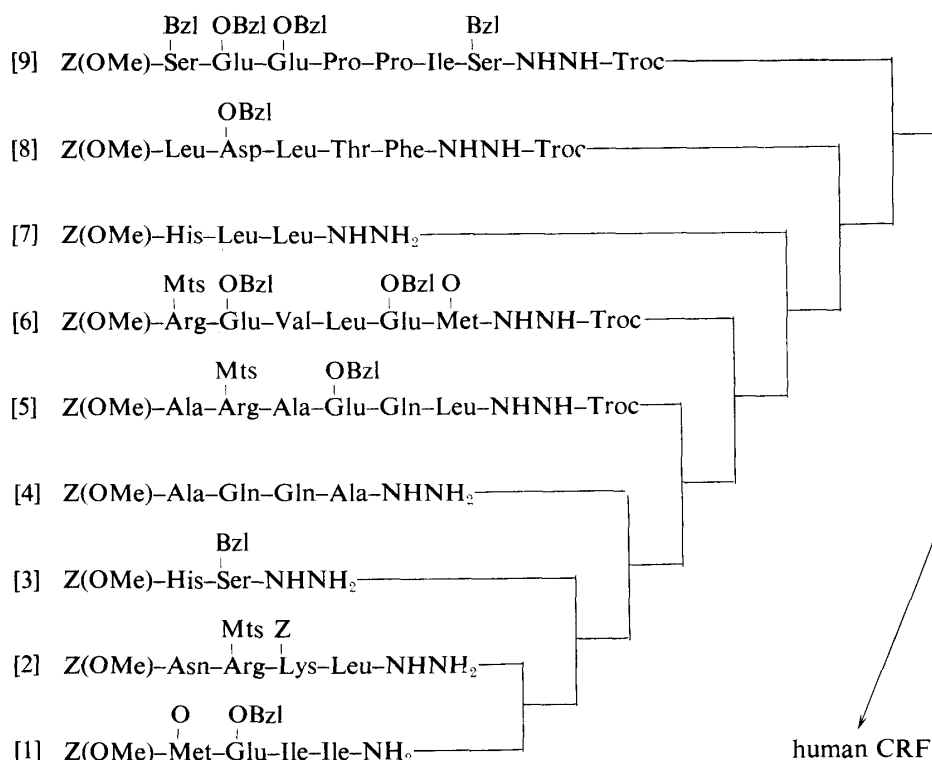 Bzl OBzl OBzl Bzl
[9] Z(OMe)–Ser–Glu–Glu–Pro–Pro–Ile–Ser–NHNH–Troc
OBzl
[8] Z(OMe)–Leu–Asp–Leu–Thr–Phe–NHNH–Troc
[7] Z(OMe)–His–Leu–Leu–NHNH₂
Mts OBzl OBzl O
[6] Z(OMe)–Arg–Glu–Val–Leu–Glu–Met–NHNH–Troc
Mts OBzl
[5] Z(OMe)–Ala–Arg–Ala–Glu–Gln–Leu–NHNH–Troc
[4] Z(OMe)–Ala–Gln–Gln–Ala–NHNH₂
Bzl
[3] Z(OMe)–His–Ser–NHNH₂
Mts Z
[2] Z(OMe)–Asn–Arg–Lys–Leu–NHNH₂
O OBzl
[1] Z(OMe)–Met–Glu–Ile–Ile–NH₂ human CRF